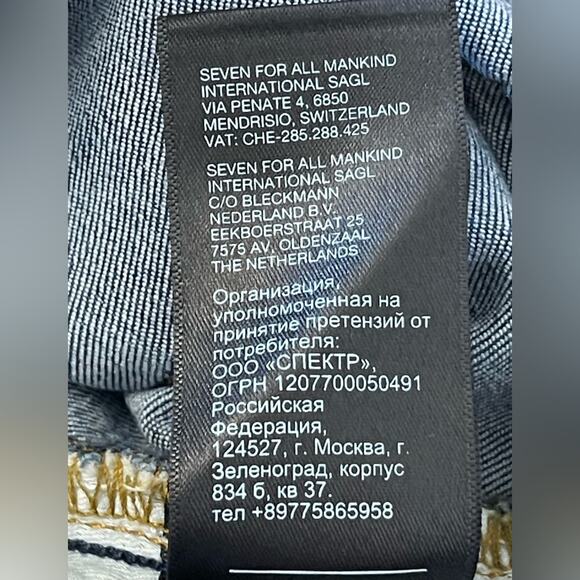 SEVEN FOR ALL MANKIND
INTERNATIONAL SAGL
VIA PENATE 4, 6850
MENDRISIO, SWITZERLAND
VAT: CHE-285.288.425
SEVEN FOR ALL MANKIND
INTERNATIONAL SAGL
C/O BLECKMANN
NEDERLAND B.V.
EEKBOERSTRAAT 25
7575 AV, OLDENZAAL
THE NETHERLANDS
Организация,
уполномоченная на
принятие претензий от
потребителя:
ООО «СПЕКТР»,
ОГРН 1207700050491
Российская
Федерация,
124527, г. Москва, г.
Зеленоград, корпус
834 б, кв 37.
тел +89775865958